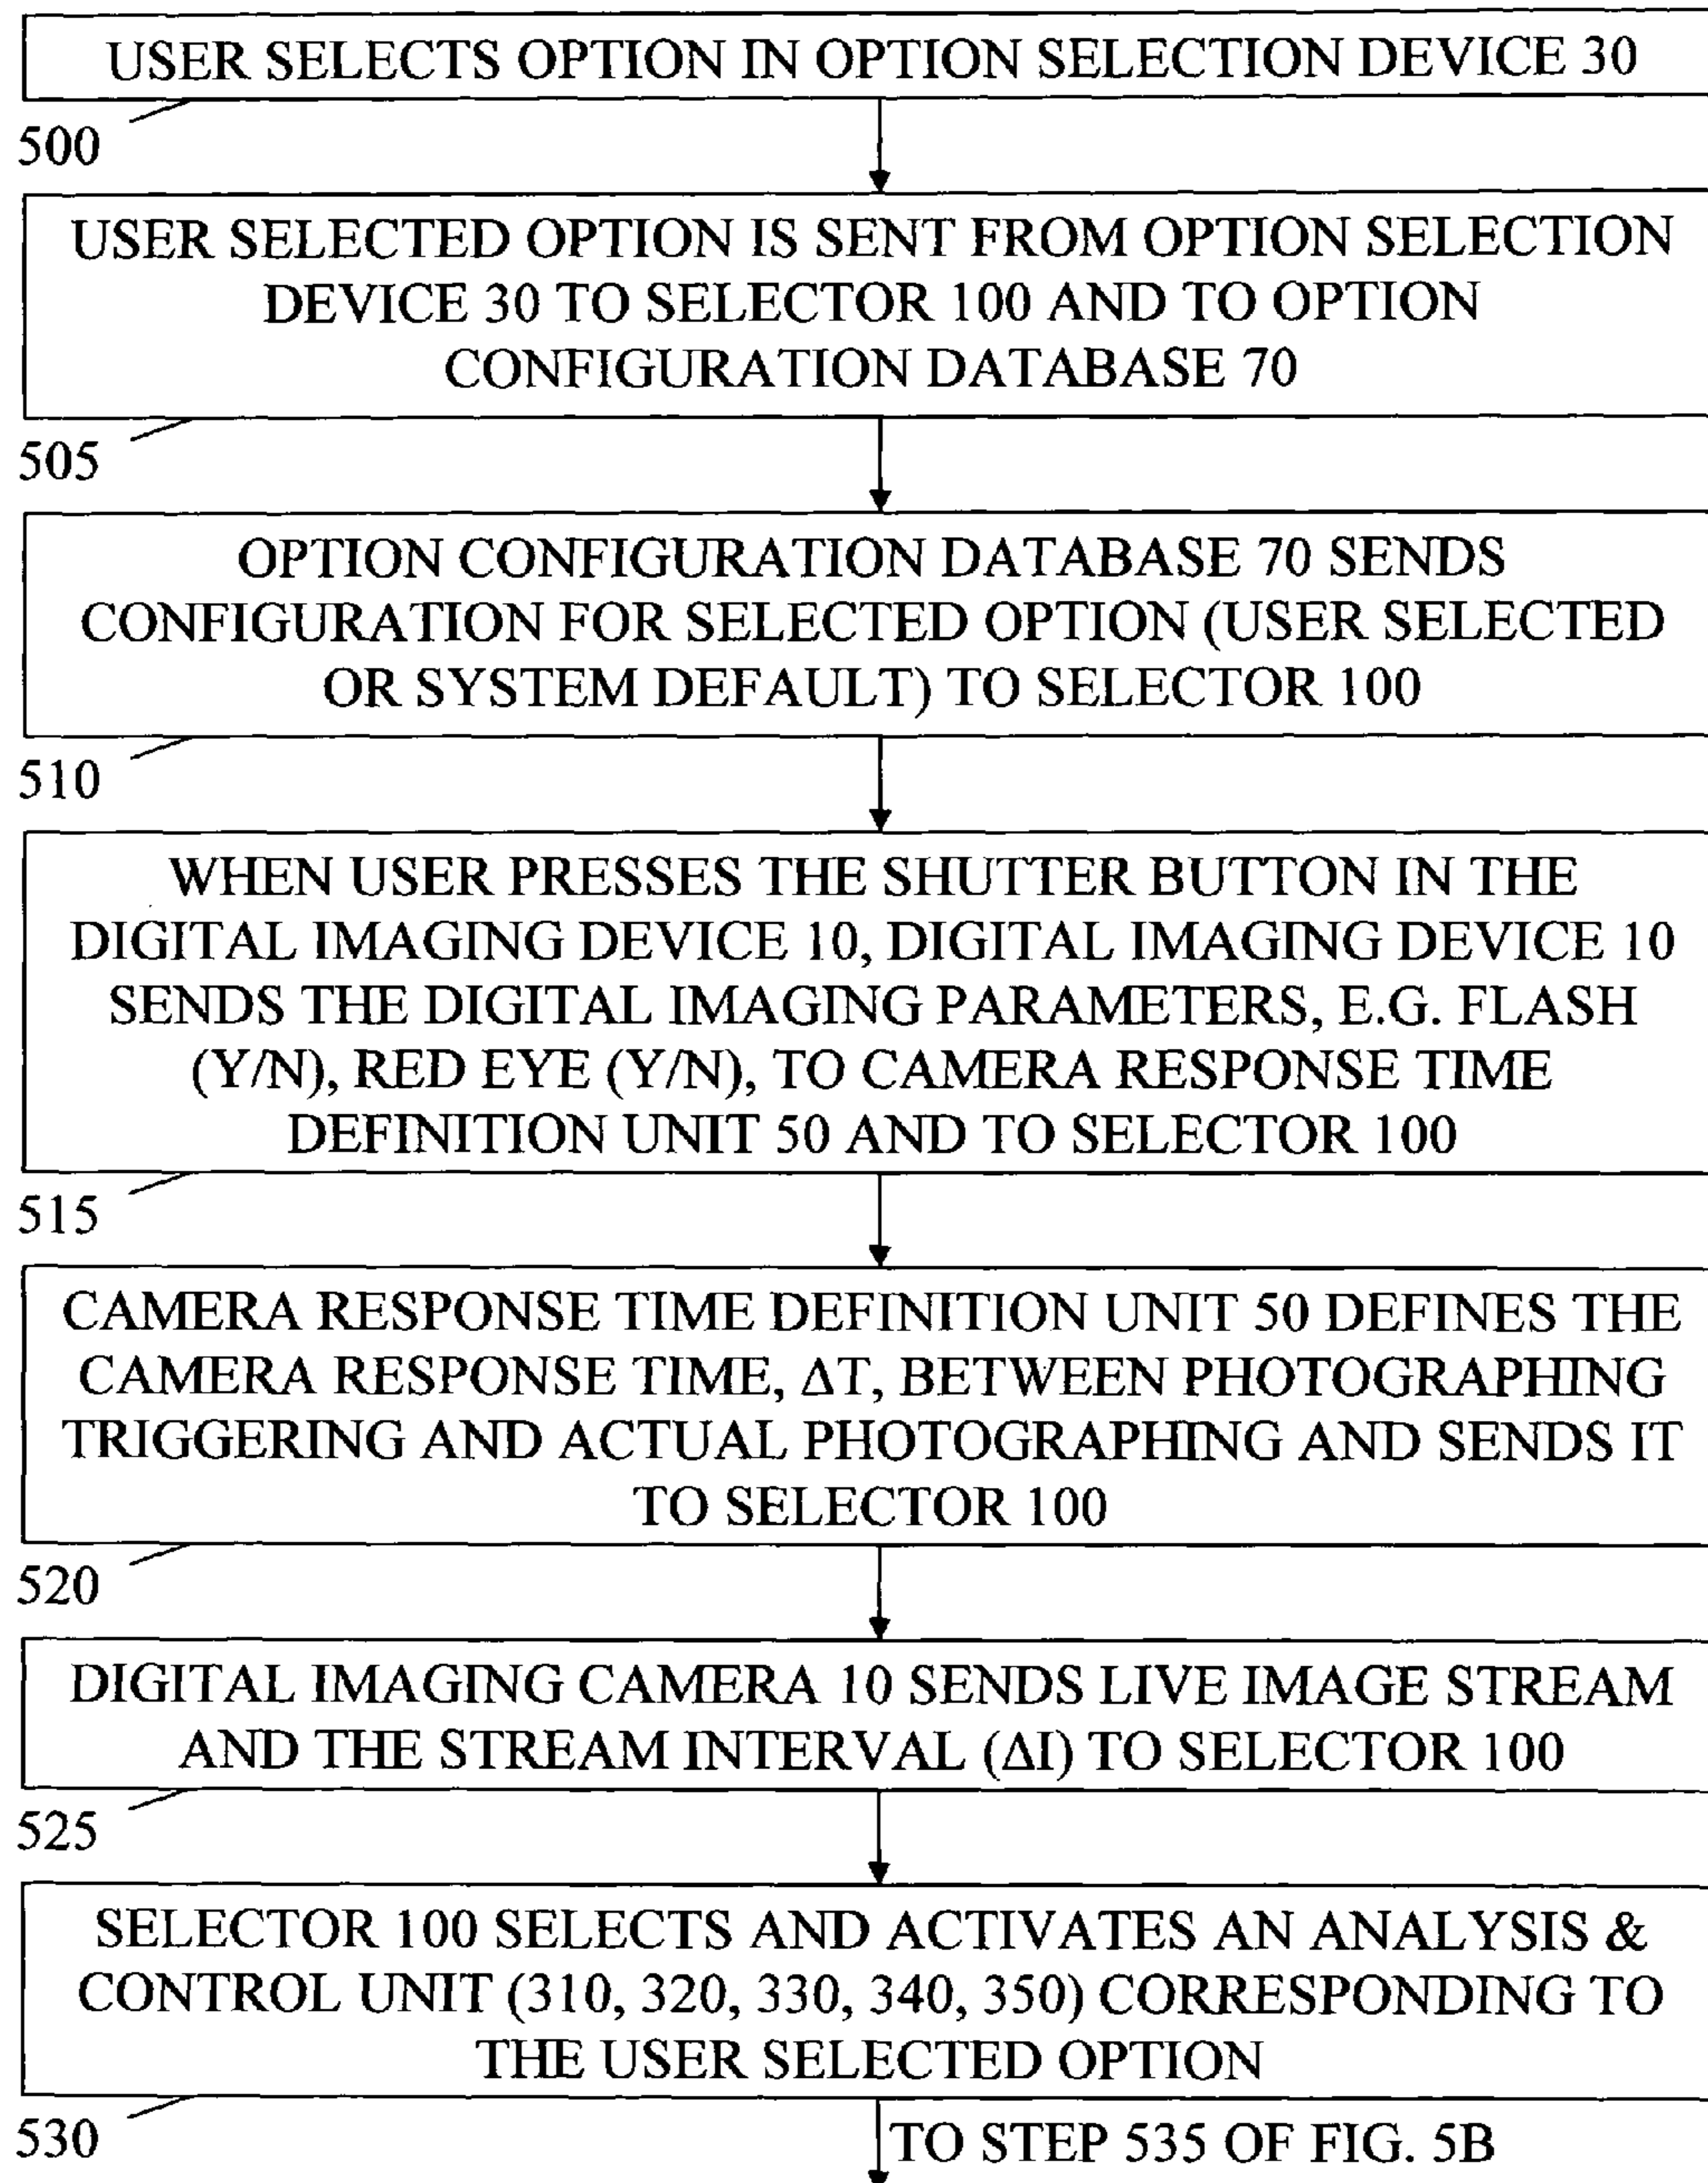 USER SELECTS OPTION IN OPTION SELECTION DEVICE 30
500
USER SELECTED OPTION IS SENT FROM OPTION SELECTION
DEVICE 30 TO SELECTOR 100 AND TO OPTION
CONFIGURATION DATABASE 70
505
OPTION CONFIGURATION DATABASE 70 SENDS
CONFIGURATION FOR SELECTED OPTION (USER SELECTED
OR SYSTEM DEFAULT) TO SELECTOR 100
510
WHEN USER PRESSES THE SHUTTER BUTTON IN THE
DIGITAL IMAGING DEVICE 10, DIGITAL IMAGING DEVICE 10
SENDS THE DIGITAL IMAGING PARAMETERS, E.G. FLASH
(Y/N), RED EYE (Y/N), TO CAMERA RESPONSE TIME
DEFINITION UNIT 50 AND TO SELECTOR 100
515
CAMERA RESPONSE TIME DEFINITION UNIT 50 DEFINES THE
CAMERA RESPONSE TIME, ΔT, BETWEEN PHOTOGRAPHING
TRIGGERING AND ACTUAL PHOTOGRAPHING AND SENDS IT
TO SELECTOR 100
520
DIGITAL IMAGING CAMERA 10 SENDS LIVE IMAGE STREAM
AND THE STREAM INTERVAL (ΔI) TO SELECTOR 100
525
SELECTOR 100 SELECTS AND ACTIVATES AN ANALYSIS &
CONTROL UNIT (310, 320, 330, 340, 350) CORRESPONDING TO
THE USER SELECTED OPTION
530
TO STEP 535 OF FIG. 5B